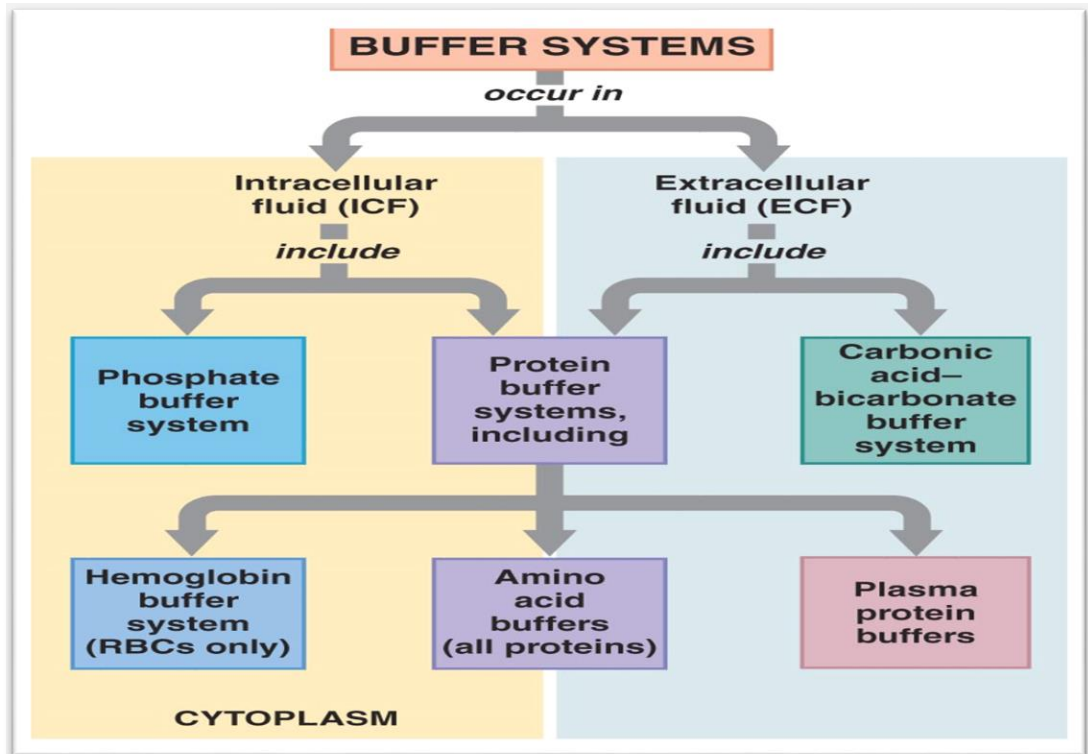 BUFFER SYSTEMS
occur in
Intracellular
fluid (ICF)
Extracellular
fluid (ECF)
include
include
Phosphate
buffer
system
Protein
buffer
systems,
including
Carbonic
acid–
bicarbonate
buffer
system
Hemoglobin
buffer
system
(RBCs only)
Amino
acid
buffers
(all proteins)
Plasma
protein
buffers
CYTOPLASM